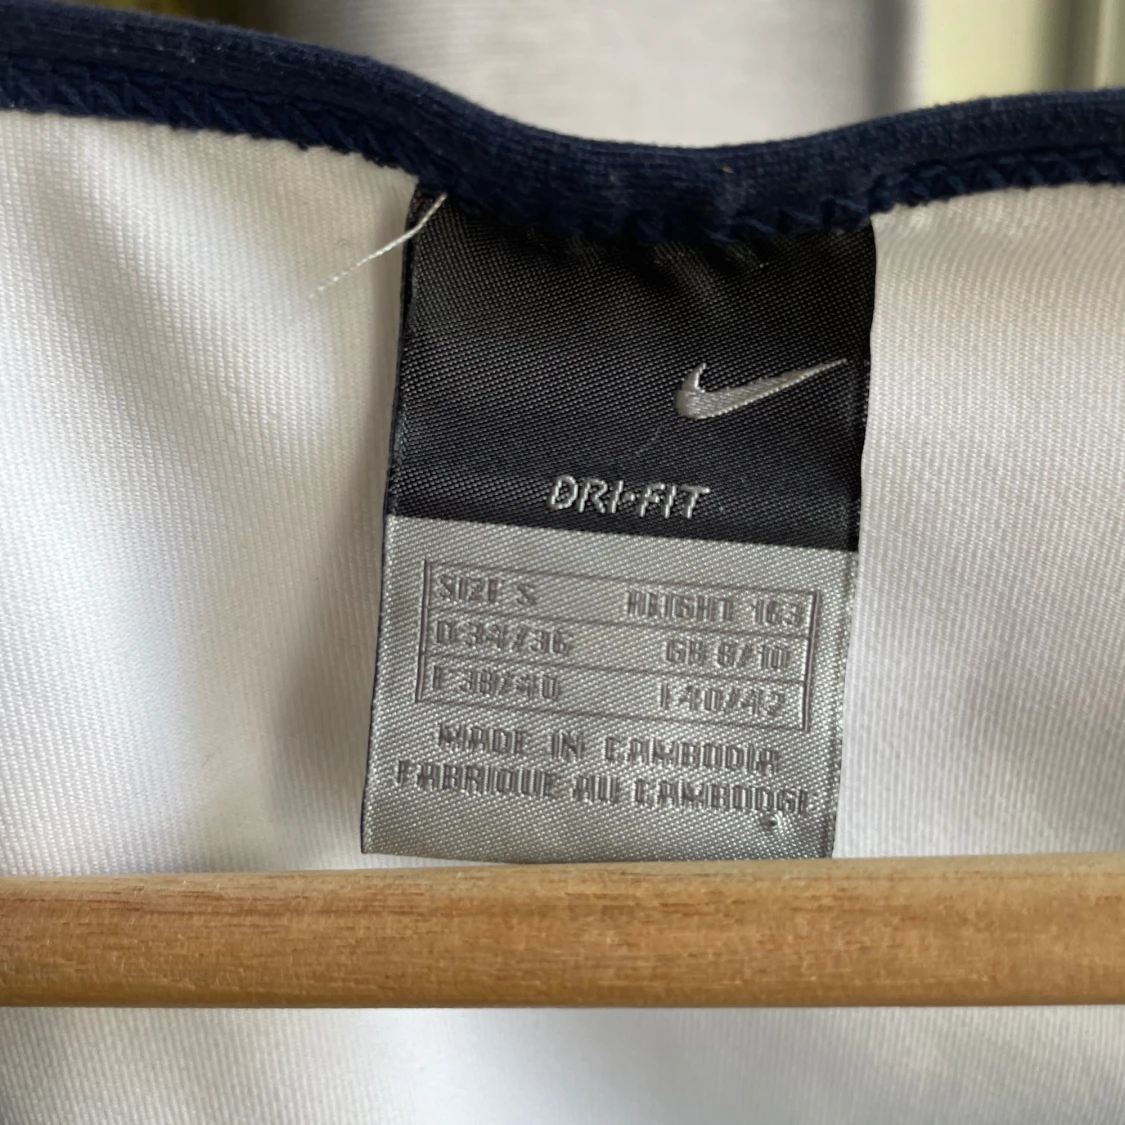 DRI-FIT
SIZE S HEIGHT 163
D 34/36 GB 8/10
F 38/40 I 40/42
MADE IN CAMBODIA
FABRIQUE AU CAMBODGE